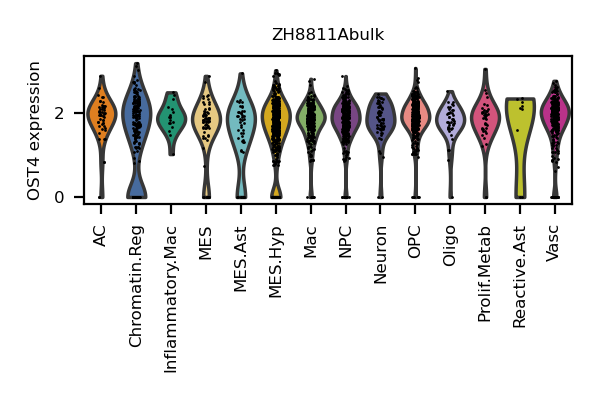 ZH8811Abulk
OST4 expression
2
0
AC
Chromatin.Reg
Inflammatory.Mac
MES
MES.Ast
MES.Hyp
Mac
NPC
Neuron
OPC
Oligo
Prolif.Metab
Reactive.Ast
Vasc